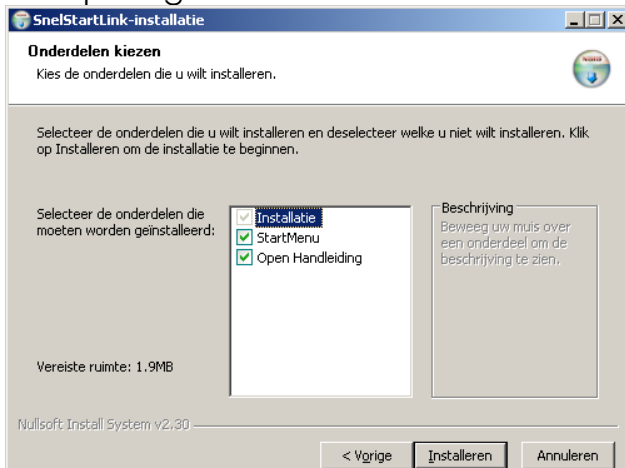 SnelStartLink-installatie
Onderdelen kiezen
Kies de onderdelen die u wilt installeren.
Selecteer de onderdelen die u wilt installeren en deselecteer welke u niet wilt installeren. Klik
op Installeren om de installatie te beginnen.
Selecteer de onderdelen die
moeten worden geïnstalleerd:
Installatie
StartMenu
Open Handleiding
Beschrijving
Beweeg uw muis over
een onderdeel om de
beschrijving te zien.
Vereiste ruimte: 1.9MB
Nullsoft Install System v2.30
< Vorige
Installeren
Annuleren